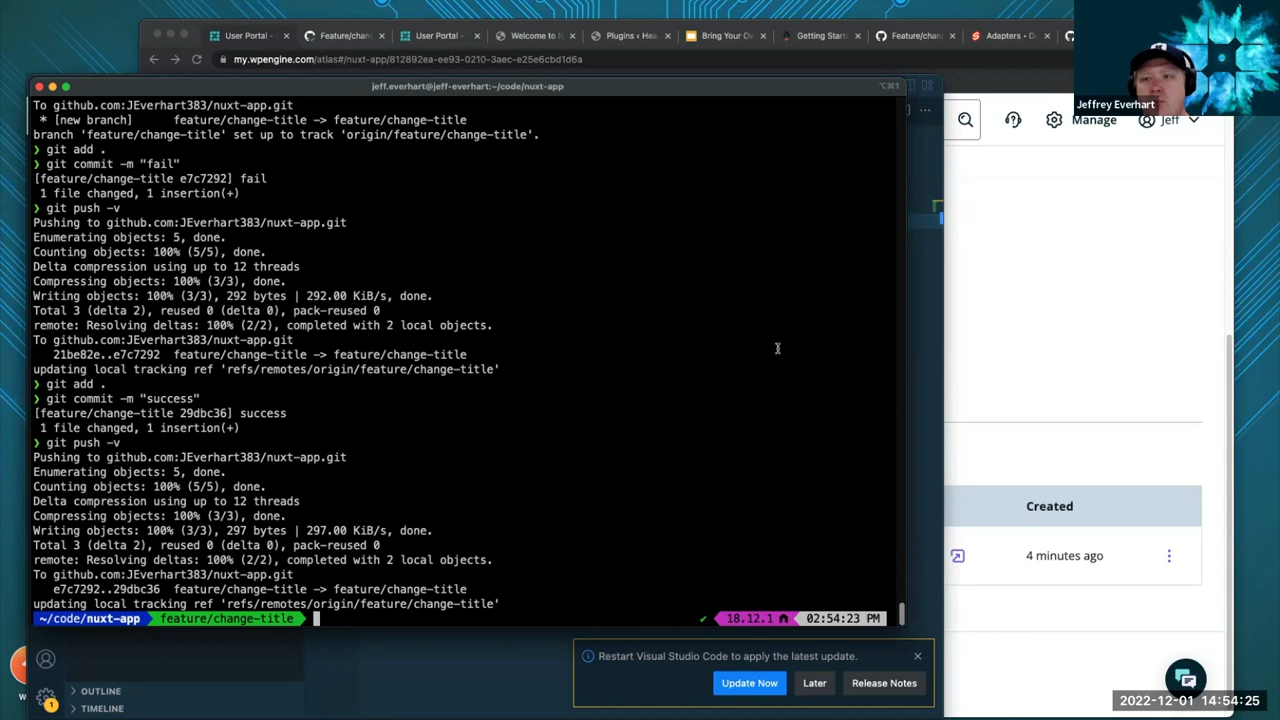 User Portal -
Feature/chan
User Portal -
Welcome to N
Plugins ‹ Hea
Bring Your Ow
Getting Starte
Feature/chan
Adapters - D
my.wpengine.com/atlas#/nuxt-app/812892ea-ee93-0210-3aec-e25e6cbd1d6a
Jeffrey Everhart
jeff.everhart@jeff-everhart:~/code/nuxt-app
⌥⌘1
Manage
Jeff
To github.com:JEverhart383/nuxt-app.git
* [new branch] feature/change-title -> feature/change-title
branch 'feature/change-title' set up to track 'origin/feature/change-title'.
❯ git add .
❯ git commit -m "fail"
[feature/change-title e7c7292] fail
1 file changed, 1 insertion(+)
❯ git push -v
Pushing to github.com:JEverhart383/nuxt-app.git
Enumerating objects: 5, done.
Counting objects: 100% (5/5), done.
Delta compression using up to 12 threads
Compressing objects: 100% (3/3), done.
Writing objects: 100% (3/3), 292 bytes | 292.00 KiB/s, done.
Total 3 (delta 2), reused 0 (delta 0), pack-reused 0
remote: Resolving deltas: 100% (2/2), completed with 2 local objects.
To github.com:JEverhart383/nuxt-app.git
21be82e..e7c7292 feature/change-title -> feature/change-title
updating local tracking ref 'refs/remotes/origin/feature/change-title'
❯ git add .
❯ git commit -m "success"
[feature/change-title 29dbc36] success
1 file changed, 1 insertion(+)
❯ git push -v
Pushing to github.com:JEverhart383/nuxt-app.git
Enumerating objects: 5, done.
Counting objects: 100% (5/5), done.
Delta compression using up to 12 threads
Compressing objects: 100% (3/3), done.
Writing objects: 100% (3/3), 297 bytes | 297.00 KiB/s, done.
Total 3 (delta 2), reused 0 (delta 0), pack-reused 0
remote: Resolving deltas: 100% (2/2), completed with 2 local objects.
To github.com:JEverhart383/nuxt-app.git
e7c7292..29dbc36 feature/change-title -> feature/change-title
updating local tracking ref 'refs/remotes/origin/feature/change-title'
~/code/nuxt-app feature/change-title ✔ 18.12.1 02:54:23 PM
Created
4 minutes ago
Restart Visual Studio Code to apply the latest update.
Update Now
Later
Release Notes
1
OUTLINE
TIMELINE
2022-12-01 14:54:25